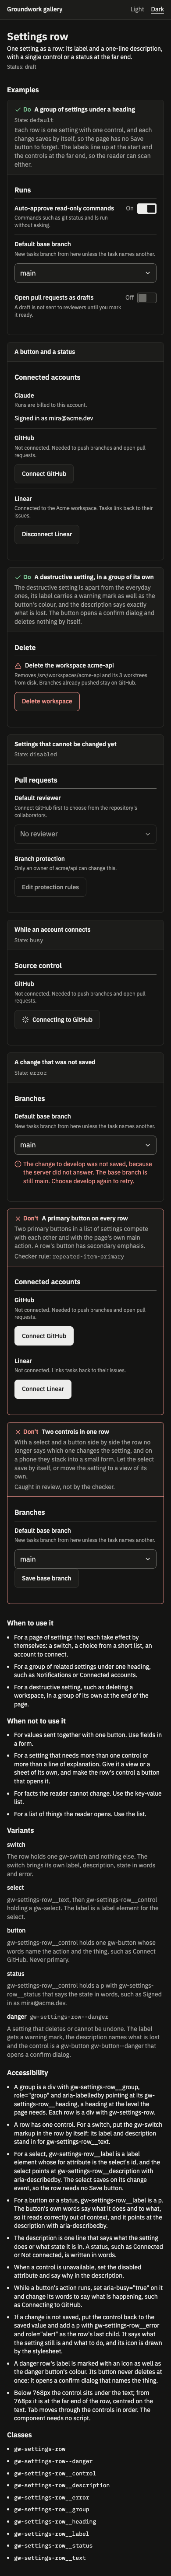 Groundwork gallery
Light Dark
Settings row
One setting as a row: its label and a one-line description,
with a single control or a status at the far end.
Status: draft
Examples
Do A group of settings under a heading
State: default
Each row is one setting with one control, and each
change saves by itself, so the page has no Save
button to forget. The labels line up at the start and
the controls at the far end, so the reader can scan
either.
Runs
Auto-approve read-only commands
On
Commands such as git status and ls run
without asking.
Default base branch
New tasks branch from here unless the task names another.
main
Open pull requests as drafts
Off
A draft is not sent to reviewers until you mark
it ready.
A button and a status
Connected accounts
Claude
Runs are billed to this account.
Signed in as mira@acme.dev
GitHub
Not connected. Needed to push branches and open pull
requests.
Connect GitHub
Linear
Connected to the Acme workspace. Tasks link back to their
issues.
Disconnect Linear
Do A destructive setting, in a group of its own
The destructive setting is apart from the everyday
ones, its label carries a warning mark as well as the
button's colour, and the description says exactly
what is lost. The button opens a confirm dialog and
deletes nothing by itself.
Delete
Delete the workspace acme-api
Removes /srv/workspaces/acme-api and its 3 worktrees
from disk. Branches already pushed stay on GitHub.
Delete workspace
Settings that cannot be changed yet
State: disabled
Pull requests
Default reviewer
Connect GitHub first to choose from the repository's
collaborators.
No reviewer
Branch protection
Only an owner of acme/api can change this.
Edit protection rules
While an account connects
State: busy
Source control
GitHub
Not connected. Needed to push branches and open pull
requests.
Connecting to GitHub
A change that was not saved
State: error
Branches
Default base branch
New tasks branch from here unless the task names another.
main
The change to develop was not saved, because
the server did not answer. The base branch is
still main. Choose develop again to retry.
Don't A primary button on every row
Two primary buttons in a list of settings compete
with each other and with the page's own main
action. A row's button has secondary emphasis.
Checker rule: repeated-item-primary
Connected accounts
GitHub
Not connected. Needed to push branches and open pull
requests.
Connect GitHub
Linear
Not connected. Links tasks back to their issues.
Connect Linear
Don't Two controls in one row
With a select and a button side by side the row no
longer says which one changes the setting, and on
a phone they stack into a small form. Let the select
save by itself, or move the setting to a view of its
own.
Caught in review, not by the checker.
Branches
Default base branch
New tasks branch from here unless the task names another.
main
Save base branch
When to use it
For a page of settings that each take effect by
themselves: a switch, a choice from a short list, an
account to connect.
For a group of related settings under one heading,
such as Notifications or Connected accounts.
For a destructive setting, such as deleting a
workspace, in a group of its own at the end of the
page.
When not to use it
For values sent together with one button. Use fields in
a form.
For a setting that needs more than one control or
more than a line of explanation. Give it a view or a
sheet of its own, and make the row's control a button
that opens it.
For facts the reader cannot change. Use the key-value
list.
For a list of things the reader opens. Use the list.
Variants
switch
The row holds one gw-switch and nothing else. The
switch brings its own label, description, state in words
and error.
select
gw-settings-row__text, then gw-settings-row__control
holding a gw-select. The label is a label element for the
select.
button
gw-settings-row__control holds one gw-button whose
words name the action and the thing, such as Connect
GitHub. Never primary.
status
gw-settings-row__control holds a p with gw-settings-
row__status that says the state in words, such as Signed
in as mira@acme.dev.
danger gw-settings-row--danger
A setting that deletes or cannot be undone. The label
gets a warning mark, the description names what is lost
and the control is a gw-button gw-button--danger that
opens a confirm dialog.
Accessibility
A group is a div with gw-settings-row__group,
role="group" and aria-labelledby pointing at its gw-
settings-row__heading, a heading at the level the
page needs. Each row is a div with gw-settings-row.
A row has one control. For a switch, put the gw-switch
markup in the row by itself: its label and description
stand in for gw-settings-row__text.
For a select, gw-settings-row__label is a label
element whose for attribute is the select's id, and the
select points at gw-settings-row__description with
aria-describedby. The select saves on its change
event, so the row needs no Save button.
For a button or a status, gw-settings-row__label is a p.
The button's own words say what it does and to what,
so it reads correctly out of context, and it points at the
description with aria-describedby.
The description is one line that says what the setting
does or what state it is in. A status, such as Connected
or Not connected, is written in words.
When a control is unavailable, set the disabled
attribute and say why in the description.
While a button's action runs, set aria-busy="true" on it
and change its words to say what is happening, such
as Connecting to GitHub.
If a change is not saved, put the control back to the
saved value and add a p with gw-settings-row__error
and role="alert" as the row's last child. It says what
the setting still is and what to do, and its icon is drawn
by the stylesheet.
A danger row's label is marked with an icon as well as
the danger button's colour. Its button never deletes at
once: it opens a confirm dialog that names the thing.
Below 768px the control sits under the text; from
768px it is at the far end of the row, centred on the
text. Tab moves through the controls in order. The
component needs no script.
Classes
gw-settings-row
gw-settings-row--danger
gw-settings-row__control
gw-settings-row__description
gw-settings-row__error
gw-settings-row__group
gw-settings-row__heading
gw-settings-row__label
gw-settings-row__status
gw-settings-row__text